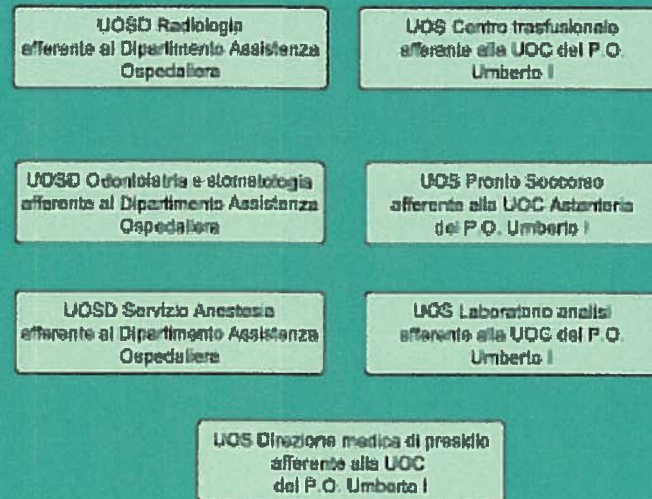 UOSD Radiologia
afferente al Dipartimento Assistenza
Ospedaliera
UOS Centro trasfusionale
afferente alla UOC del P.O.
Umberto I
UOSD Odontoiatria e stomatologia
afferente al Dipartimento Assistenza
Ospedaliera
UOS Pronto Soccorso
afferente alla UOC Astanteria
del P.O. Umberto I
UOSD Servizio Anestesia
afferente al Dipartimento Assistenza
Ospedaliera
UOS Laboratorio analisi
afferente alla UOC del P.O.
Umberto I
UOS Direzione medica di presidio
afferente alla UOC
del P.O. Umberto I